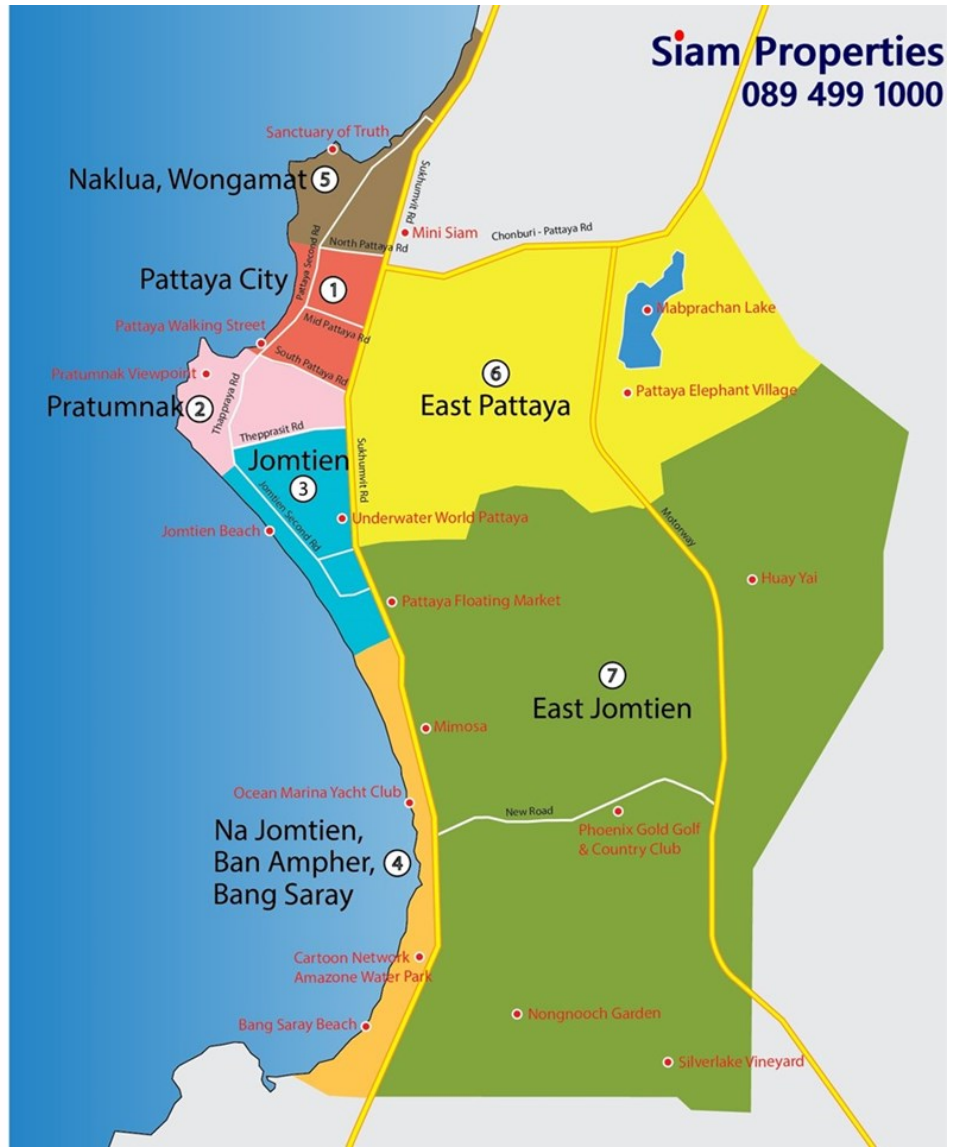 Siam Properties
089 499 1000
Sanctuary of Truth
Naklua, Wongamat 5
Sukhumvit Rd
Mini Siam
Chonburi - Pattaya Rd
North Pattaya Rd
Pattaya Second Rd
Pattaya City
1
Mabprachan Lake
Mid Pattaya Rd
Pattaya Walking Street
South Pattaya Rd
Pratumnak Viewpoint
6
East Pattaya
Pattaya Elephant Village
Pratumnak 2
Thappraya Rd
Thepprasit Rd
Jomtien
3
Sukhumvit Rd
Jomtien Second Rd
Underwater World Pattaya
Jomtien Beach
Motorway
Huay Yai
Pattaya Floating Market
7
East Jomtien
Mimosa
Ocean Marina Yacht Club
New Road
Phoenix Gold Golf
& Country Club
Na Jomtien,
Ban Ampher,
Bang Saray
4
Cartoon Network
Amazone Water Park
Nongnooch Garden
Bang Saray Beach
Silverlake Vineyard